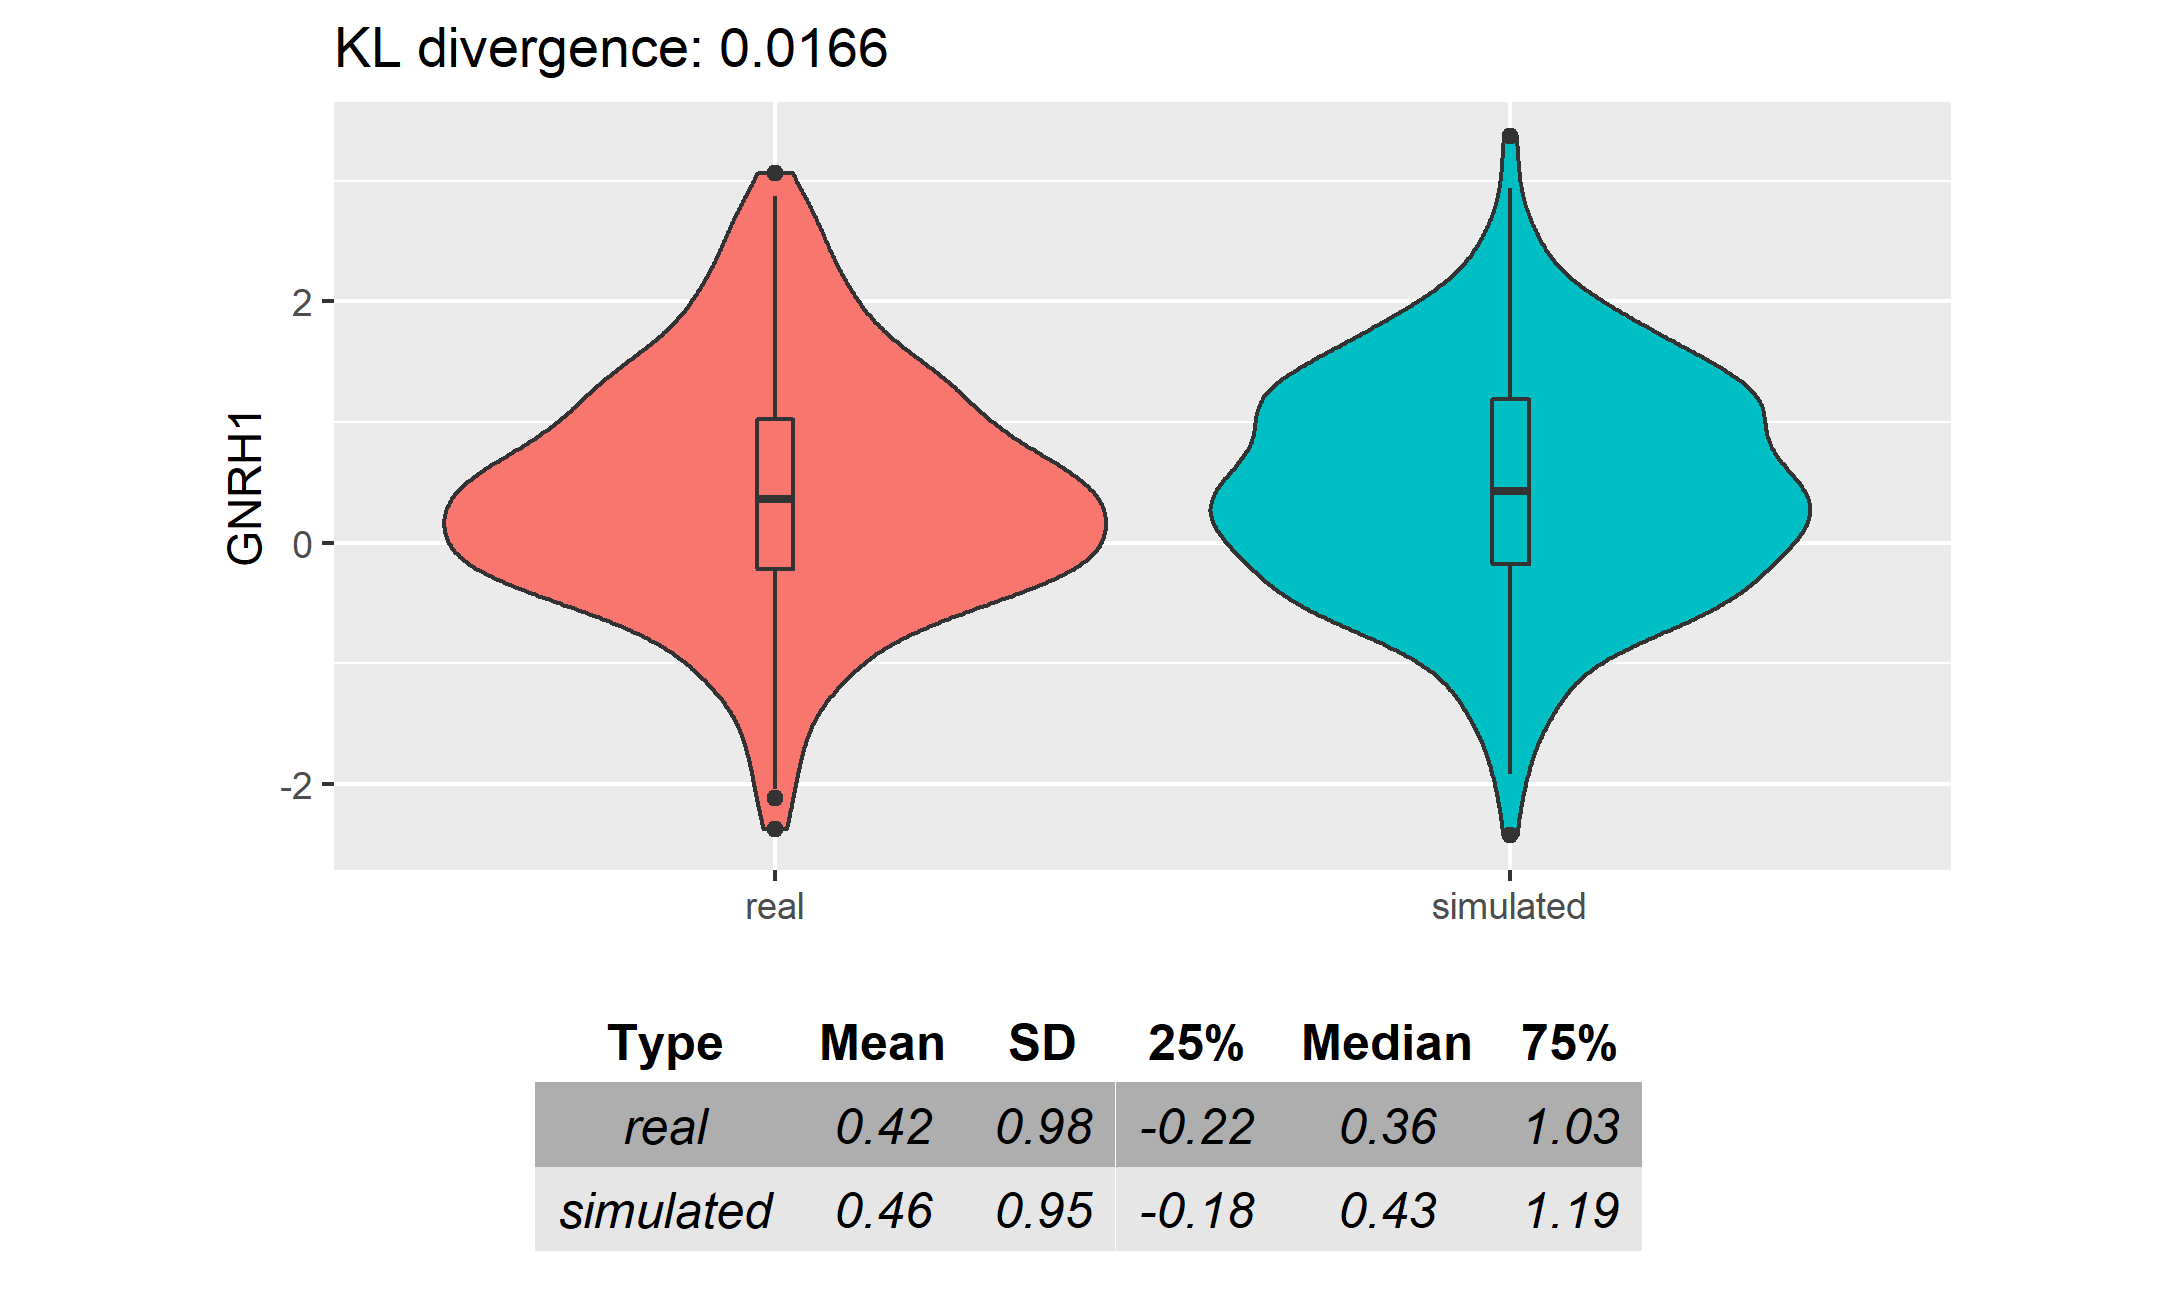 KL divergence: 0.0166
GNRH1
2
0
-2
real simulated
Type Mean SD 25% Median 75%
real 0.42 0.98 -0.22 0.36 1.03
simulated 0.46 0.95 -0.18 0.43 1.19